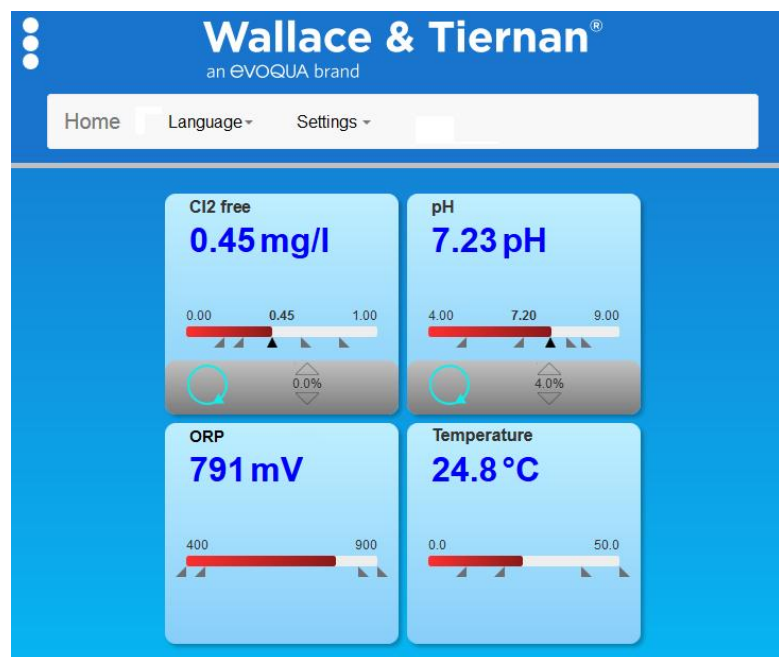 Wallace & Tiernan®
an evoQUA brand
Home Language Settings
Cl2 free
0.45 mg/l
0.00 0.45 1.00
0.0%
pH
7.23 pH
4.00 7.20 9.00
4.0%
ORP
791 mV
400 900
Temperature
24.8 °C
0.0 50.0